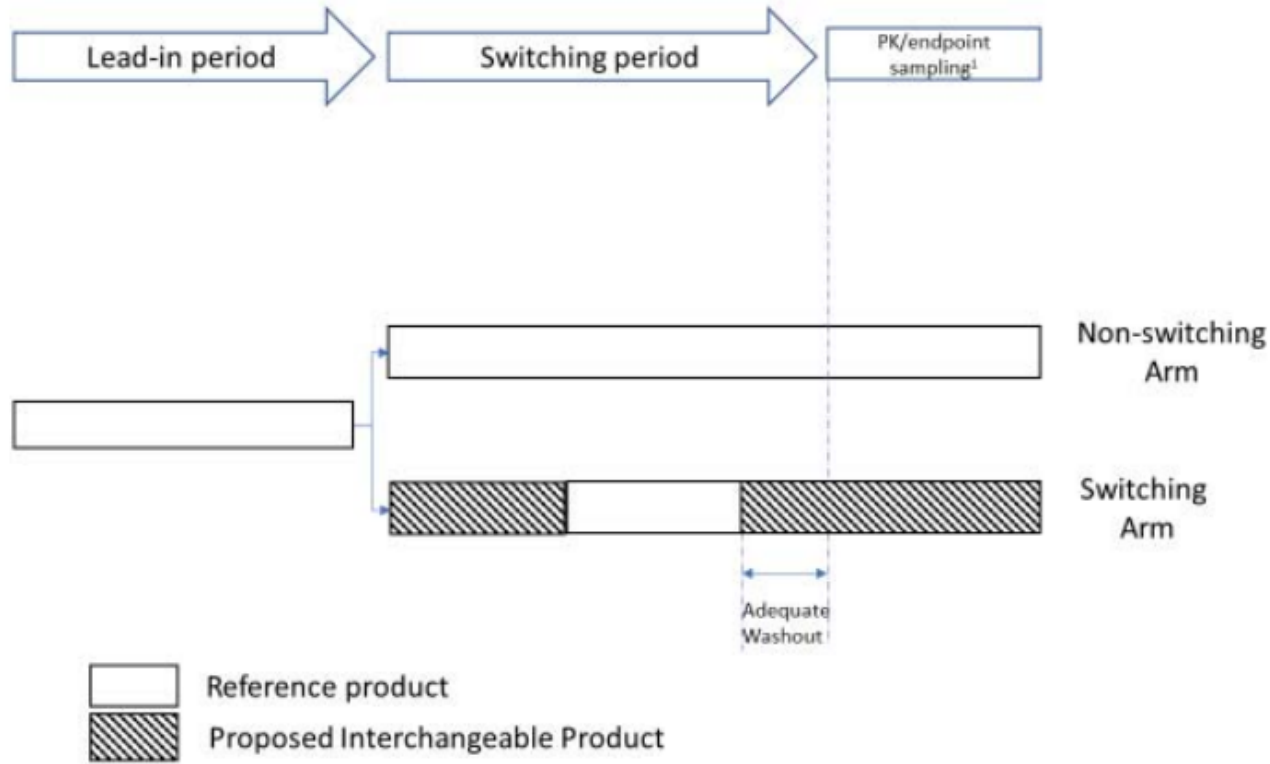 Lead-in period
Switching period
PK/endpoint
sampling¹
Non-switching
Arm
Switching
Arm
Adequate
Washout
Reference product
Proposed Interchangeable Product